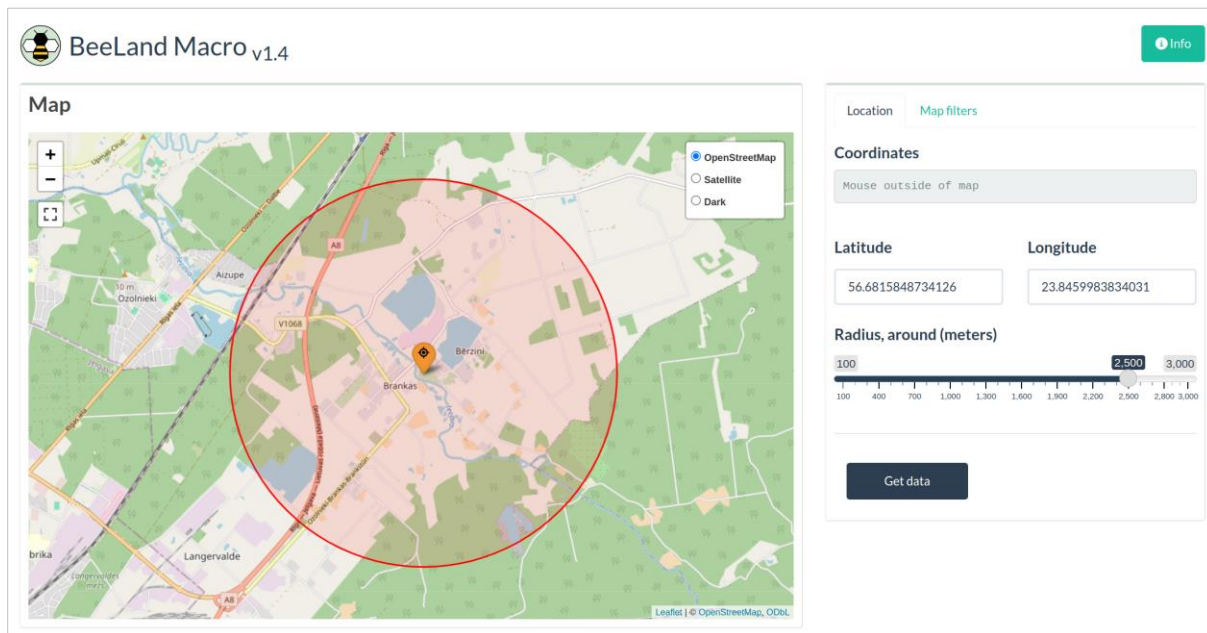 BeeLand Macro v1.4
Info
Map
+
−
OpenStreetMap
Satellite
Dark
A8
Aizupe
10 m
Ozolnieki
V1068
Bērziņi
Brankas
brika
Langervalde
A8
Leaflet | © OpenStreetMap, ODbL
Location
Map filters
Coordinates
Mouse outside of map
Latitude
Longitude
56.6815848734126
23.8459983834031
Radius, around (meters)
100
2,500
3,000
100 400 700 1,000 1,300 1,600 1,900 2,200 2,500 2,800 3,000
Get data